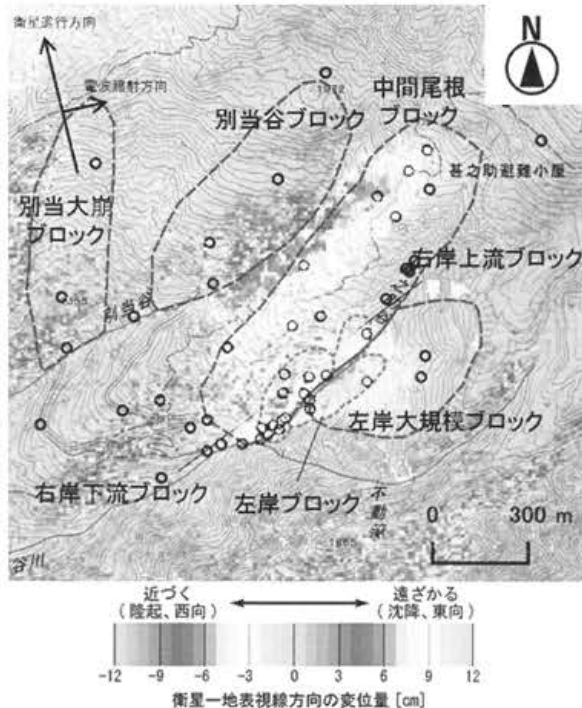 衛星進行方向
N
電波照射方向
1972
別当谷ブロック
中間尾根
ブロック
甚之助避難小屋
別当大崩
ブロック
右岸上流ブロック
別当谷
左岸大規模ブロック
右岸下流ブロック
左岸ブロック
不動沢
0 300 m
谷川
近づく
(隆起、西向)
遠ざかる
(沈降、東向)
-12 -9 -6 -3 0 3 6 9 12
衛星―地表視線方向の変位量 [cm]